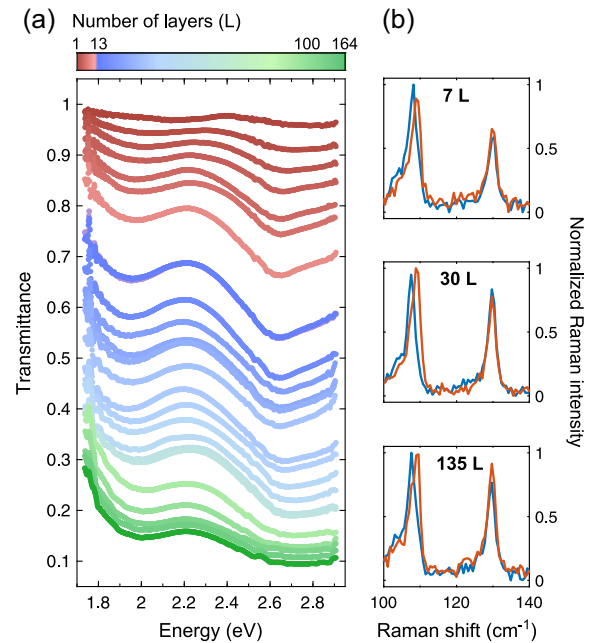 (a)
Number of layers (L)
1 13 100 164
Transmittance
1
0.9
0.8
0.7
0.6
0.5
0.4
0.3
0.2
0.1
1.8 2 2.2 2.4 2.6 2.8
Energy (eV)
(b)
7 L
1
0.5
0
30 L
1
0.5
0
135 L
1
0.5
0
100 120 140
Raman shift (cm⁻¹)
Normalized Raman intensity